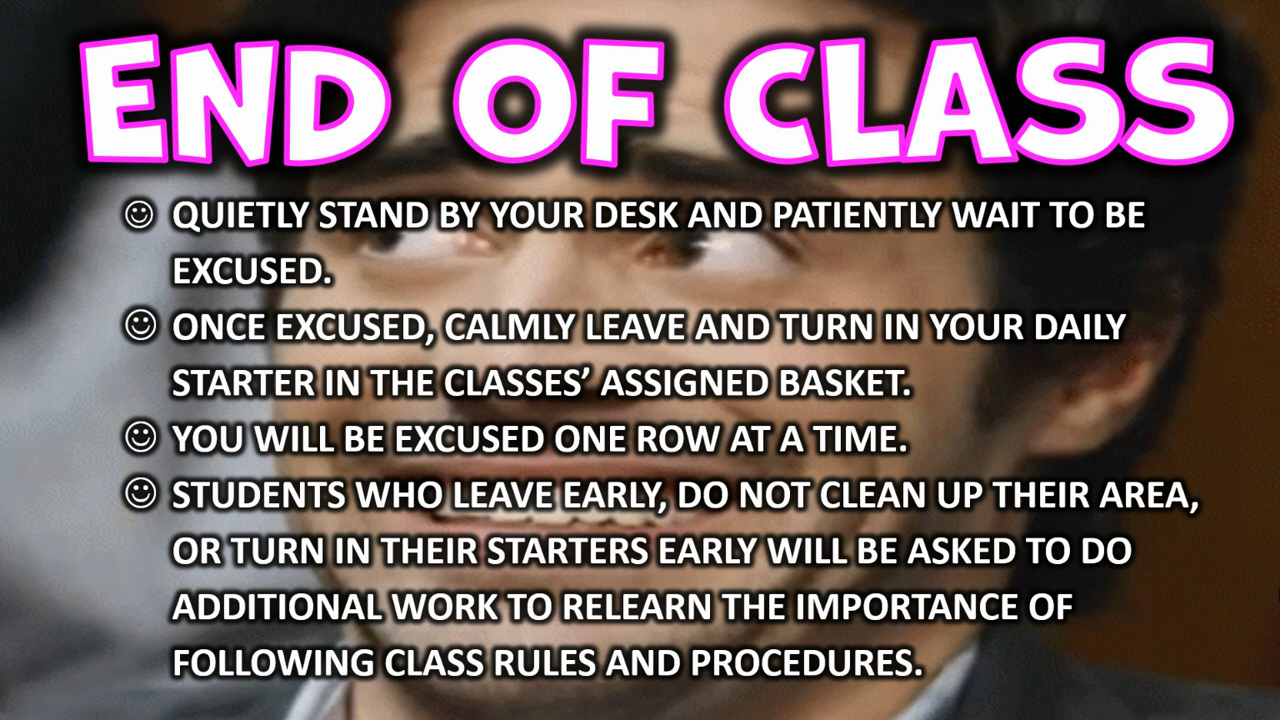 END OF CLASS
☺ QUIETLY STAND BY YOUR DESK AND PATIENTLY WAIT TO BE
EXCUSED.
☺ ONCE EXCUSED, CALMLY LEAVE AND TURN IN YOUR DAILY
STARTER IN THE CLASSES’ ASSIGNED BASKET.
☺ YOU WILL BE EXCUSED ONE ROW AT A TIME.
☺ STUDENTS WHO LEAVE EARLY, DO NOT CLEAN UP THEIR AREA,
OR TURN IN THEIR STARTERS EARLY WILL BE ASKED TO DO
ADDITIONAL WORK TO RELEARN THE IMPORTANCE OF
FOLLOWING CLASS RULES AND PROCEDURES.